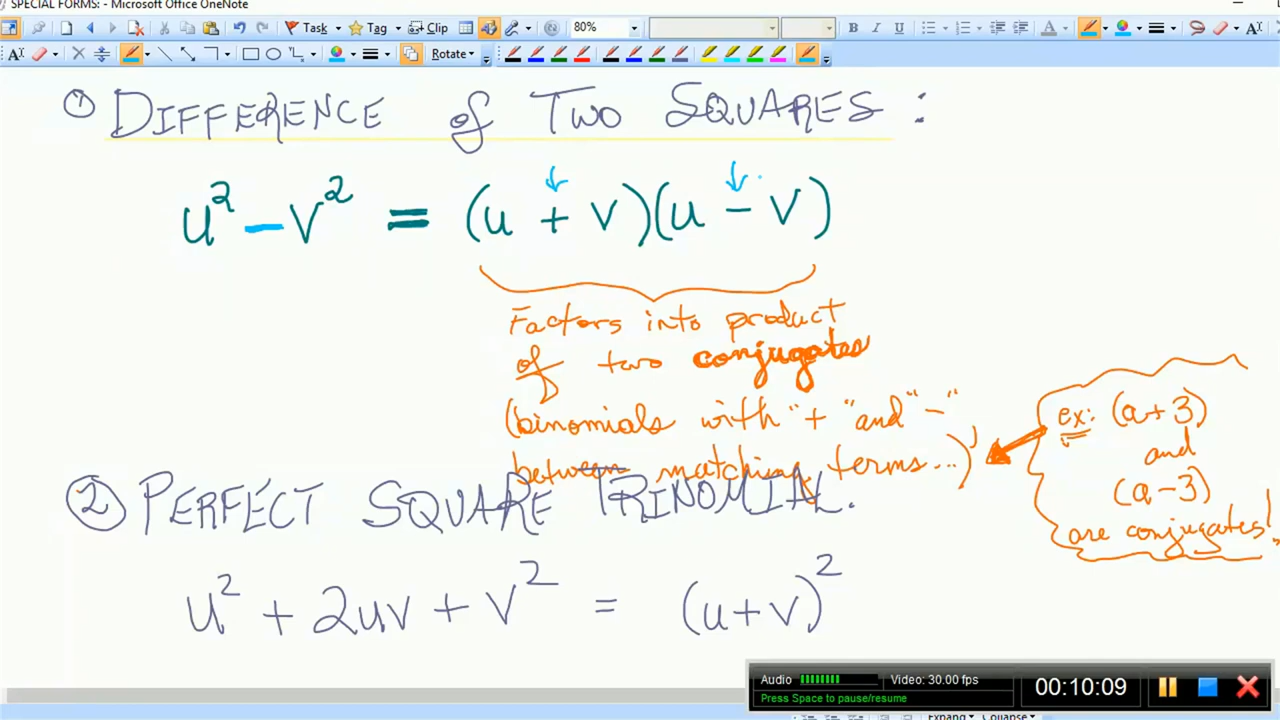 SPECIAL FORMS: - Microsoft Office OneNote
Task Tag Clip 80% B I U A
A Rotate
① DIFFERENCE of TWO SQUARES :
u² - v² = (u + v)(u - v)
Factors into product
of two conjugates
(binomials with "+" and "-"
between matching terms...)
ex: (a+3)
and
(a-3)
are conjugates!
② PERFECT SQUARE TRINOMIAL.
u² + 2uv + v² = (u+v)²
Audio Video: 30.00 fps
Press Space to pause/resume
00:10:09
Expand Collapse